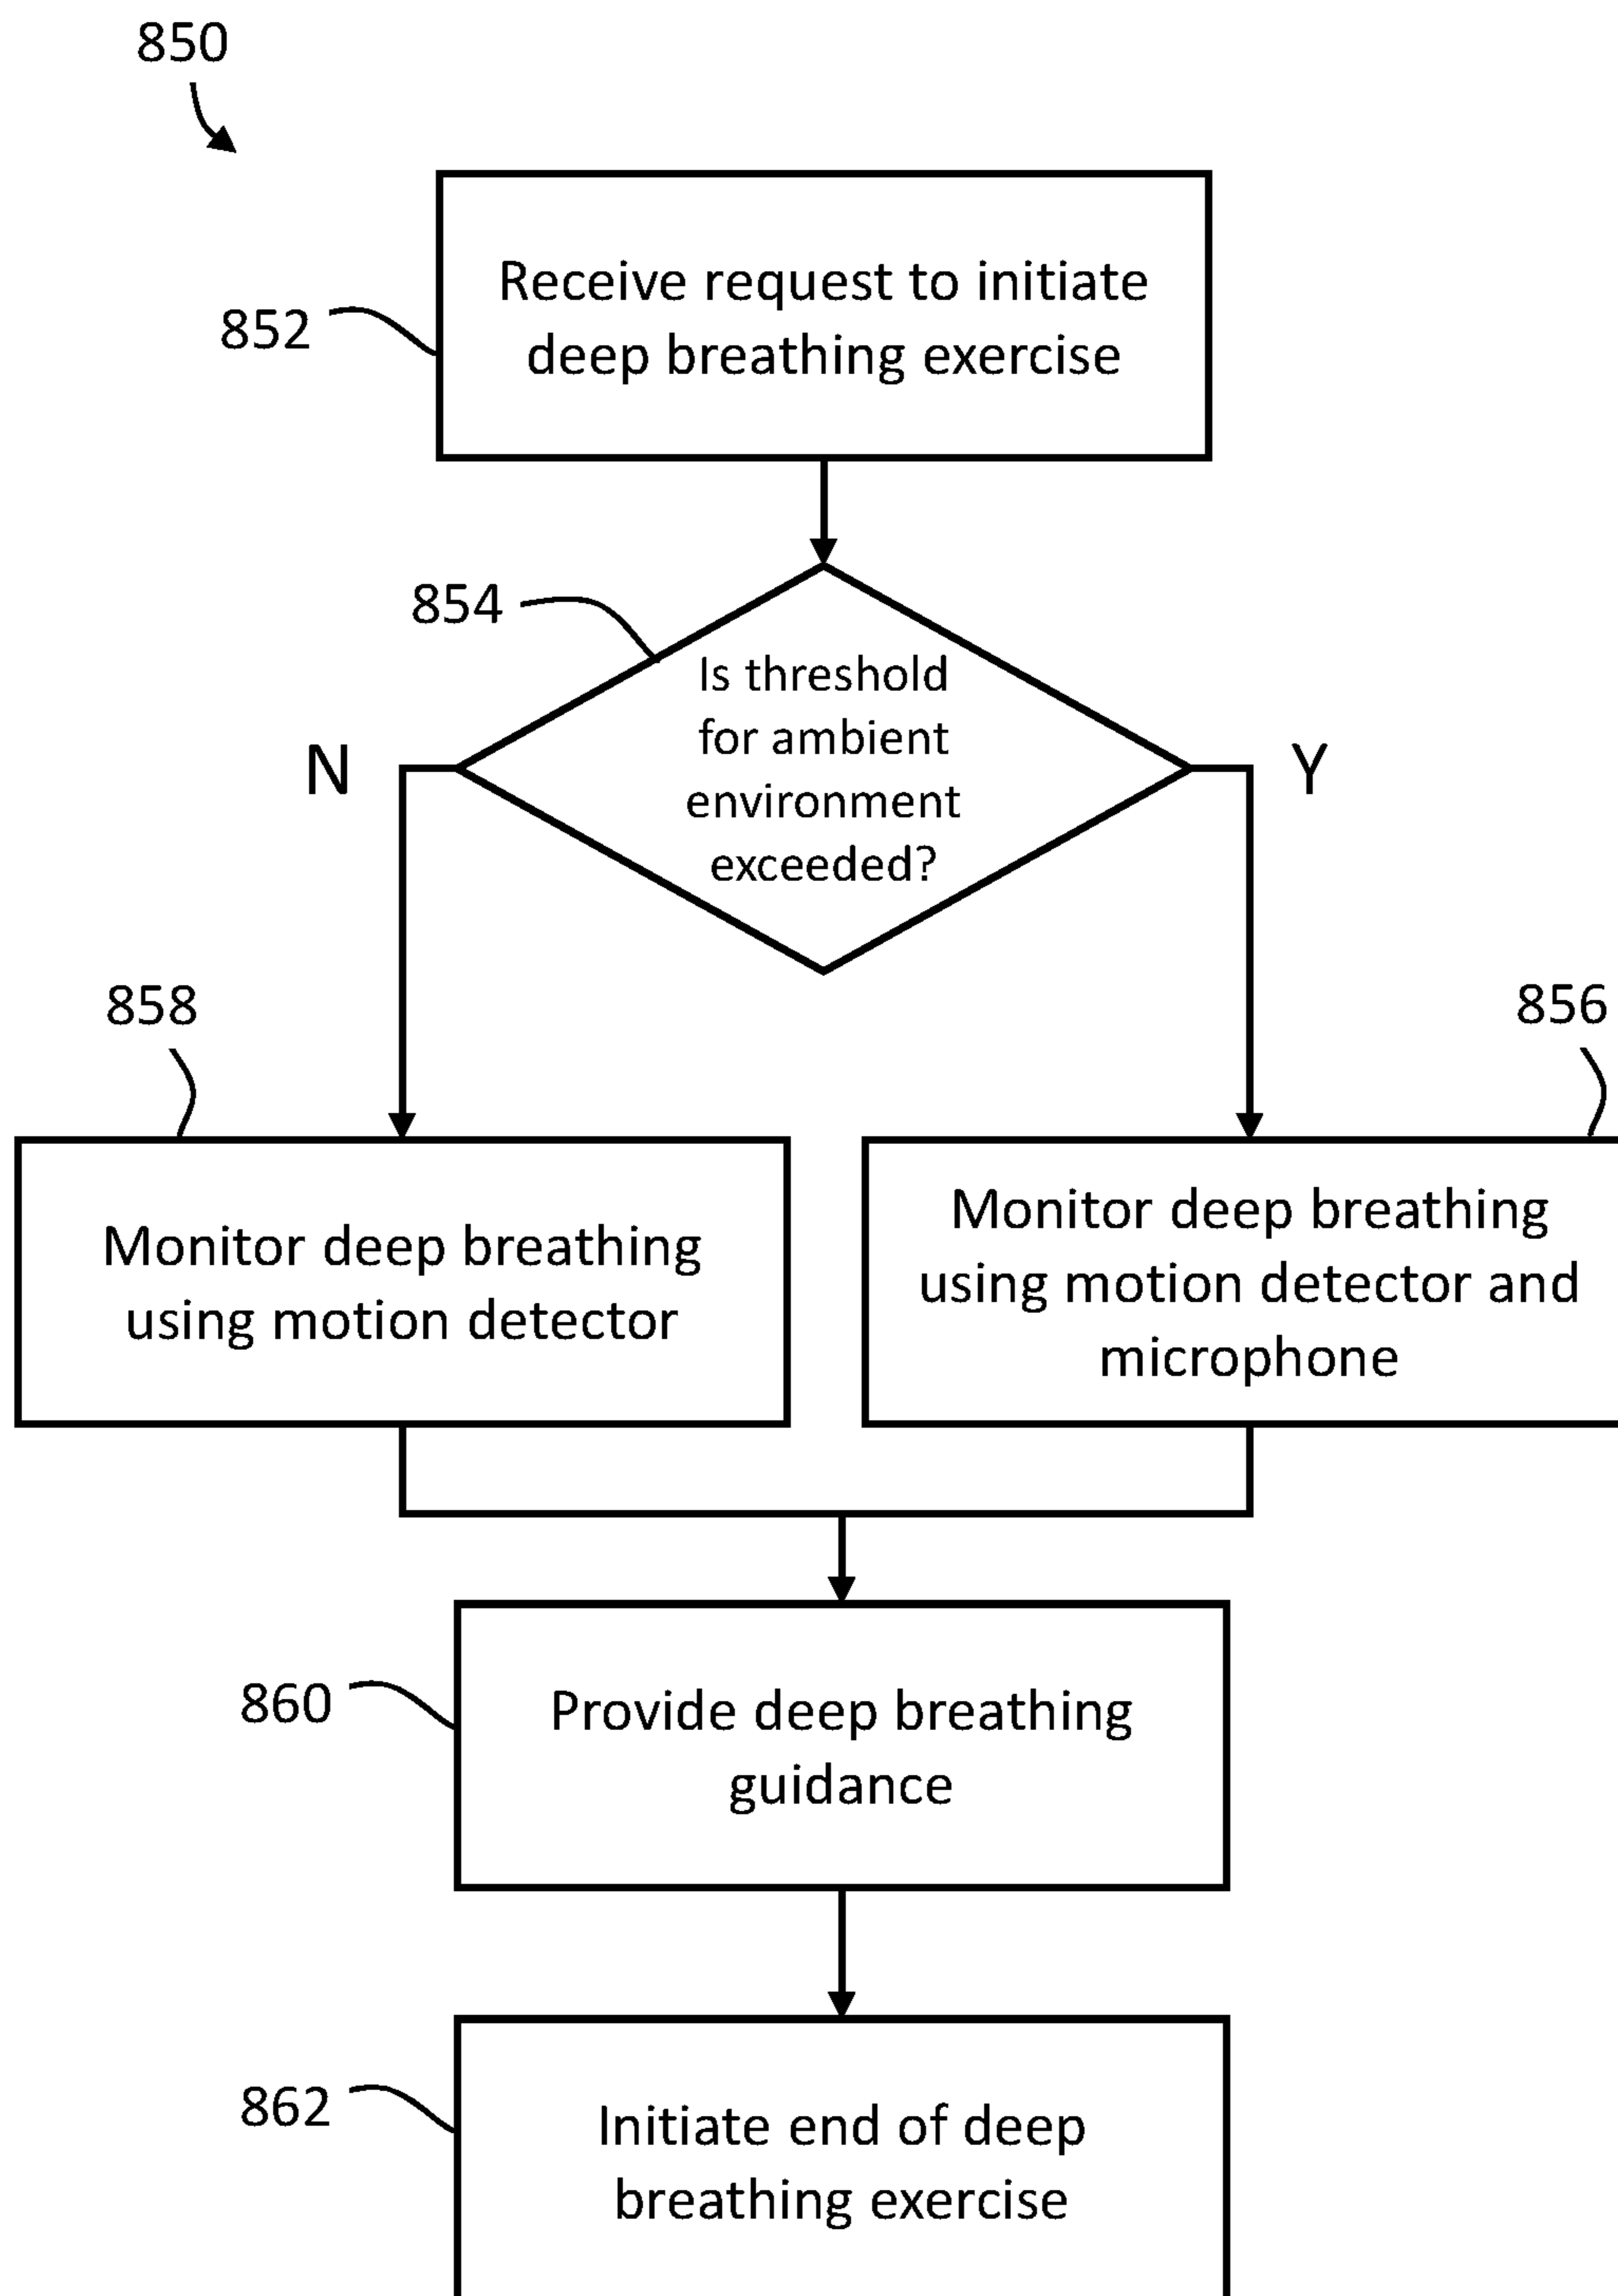 850
852
Receive request to initiate
deep breathing exercise
854
Is threshold
for ambient
environment
exceeded?
N
Y
858
856
Monitor deep breathing
using motion detector
Monitor deep breathing
using motion detector and
microphone
860
Provide deep breathing
guidance
862
Initiate end of deep
breathing exercise